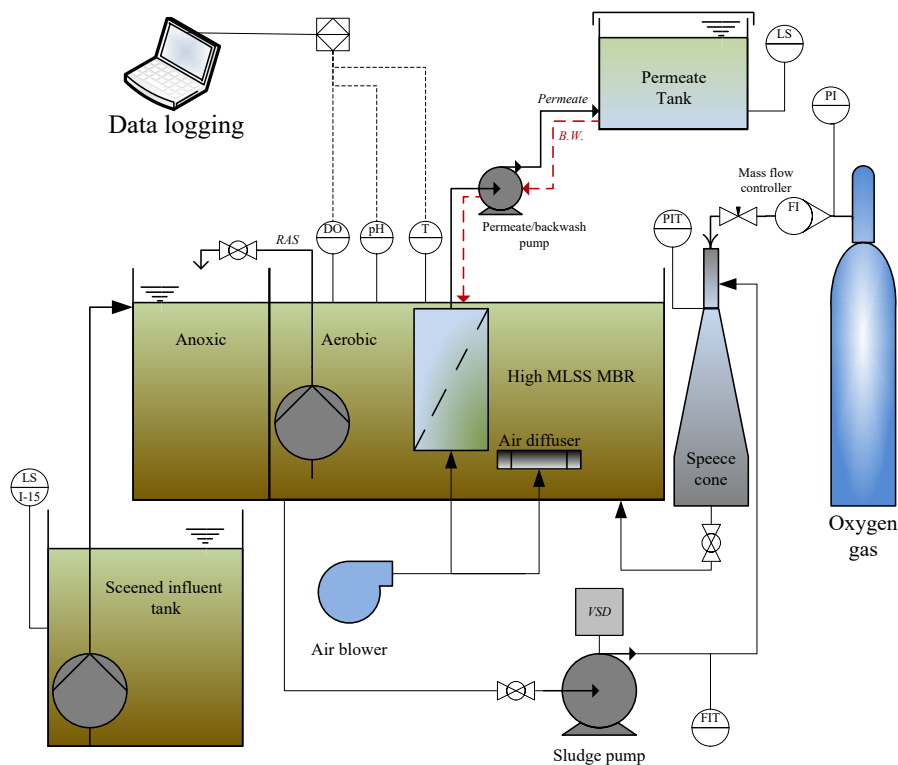 LS
Permeate
Tank
PI
Data logging
Permeate
B.W.
Mass flow
controller
FI
PIT
Permeate/backwash
pump
RAS
DO
pH
T
Anoxic
Aerobic
High MLSS MBR
Air diffuser
Speece
cone
Oxygen
gas
LS
I-15
Sceened influent
tank
Air blower
VSD
FIT
Sludge pump